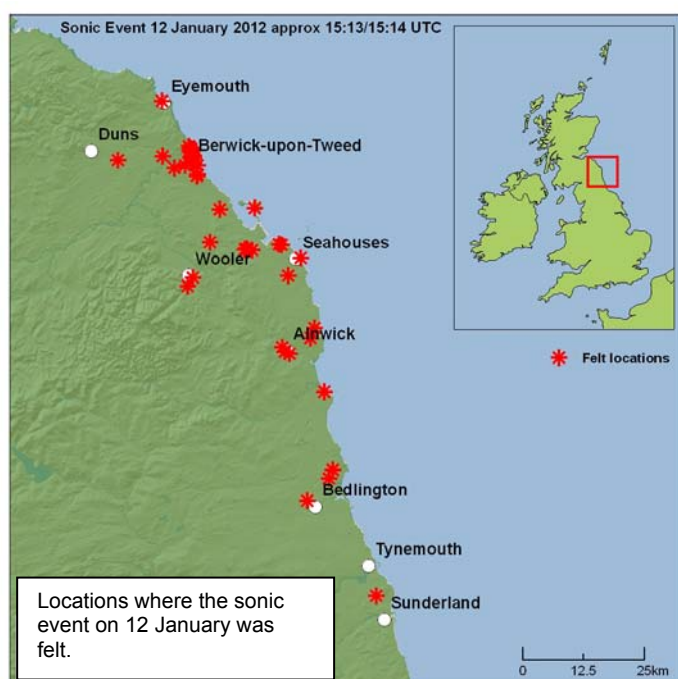 Sonic Event 12 January 2012 approx 15:13/15:14 UTC
Eyemouth
Duns
Berwick-upon-Tweed
Seahouses
Wooler
Alnwick
Felt locations
Bedlington
Tynemouth
Sunderland
Locations where the sonic
event on 12 January was
felt.
0 12.5 25km